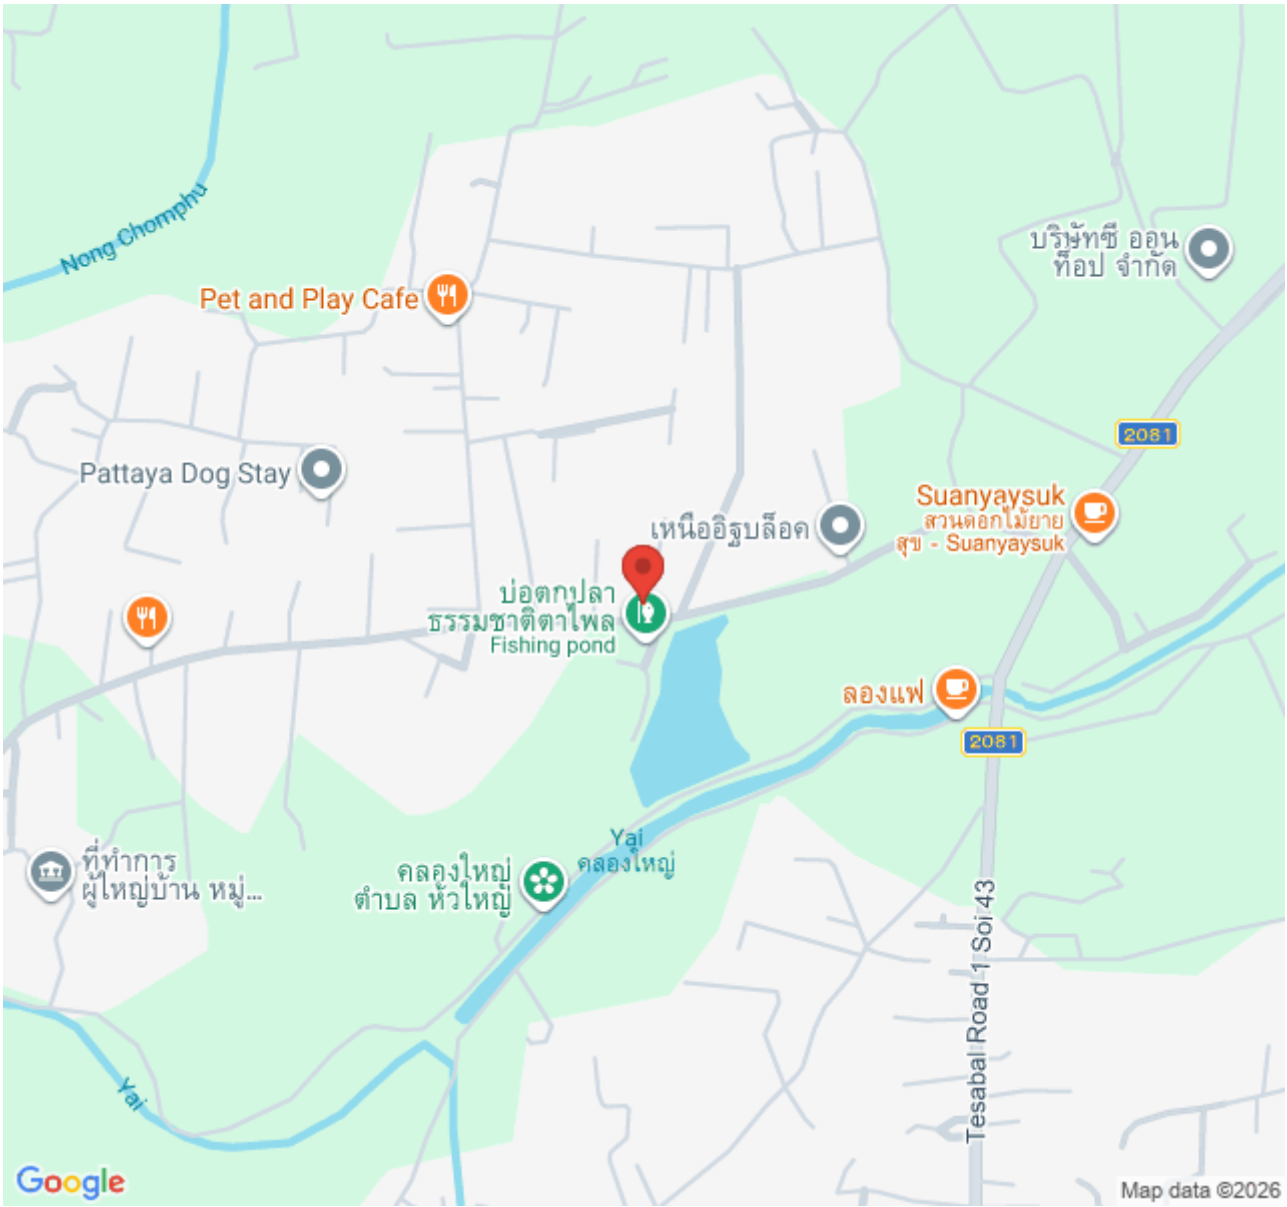 Nong Chomphu
บริษัทซี ออน
ท็อป จำกัด
Pet and Play Cafe
2081
Pattaya Dog Stay
Suanyaysuk
สวนดอกไม้ยาย
สุข - Suanyaysuk
เหนืออิฐบล็อค
บ่อตกปลา
ธรรมชาติตาไพล
Fishing pond
ลองแฟ
2081
Yai
คลองใหญ่
ที่ทำการ
ผู้ใหญ่บ้าน หมู่...
คลองใหญ่
ตำบล ห้วใหญ่
Tesabal Road 1 Soi 43
Yai
Google
Map data ©2026